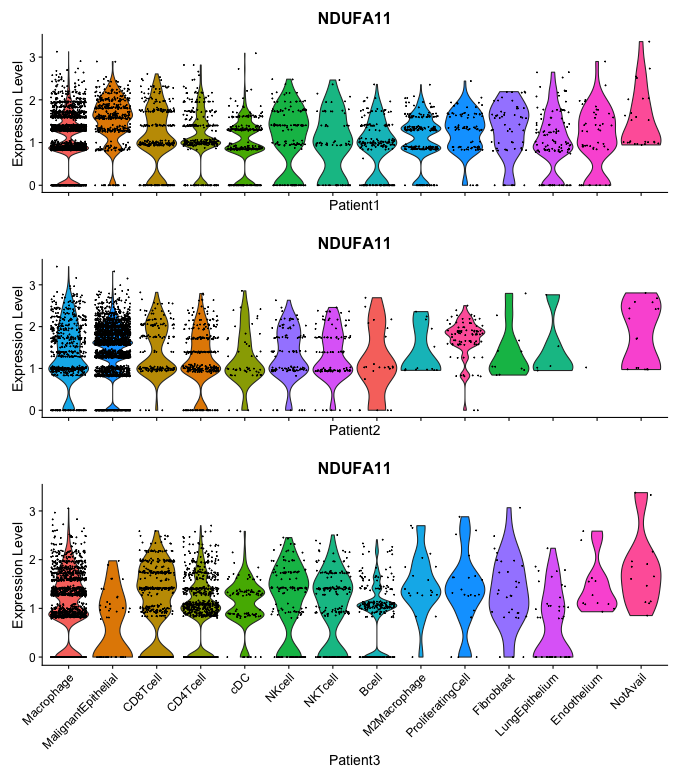 NDUFA11
Expression Level
3
2
1
0
Patient1
NDUFA11
Expression Level
3
2
1
0
Patient2
NDUFA11
Expression Level
3
2
1
0
Macrophage
MalignantEpithelial
CD8Tcell
CD4Tcell
cDC
NKcell
NKTcell
Bcell
M2Macrophage
ProliferatingCell
Fibroblast
LungEpithelium
Endothelium
NotAvail
Patient3